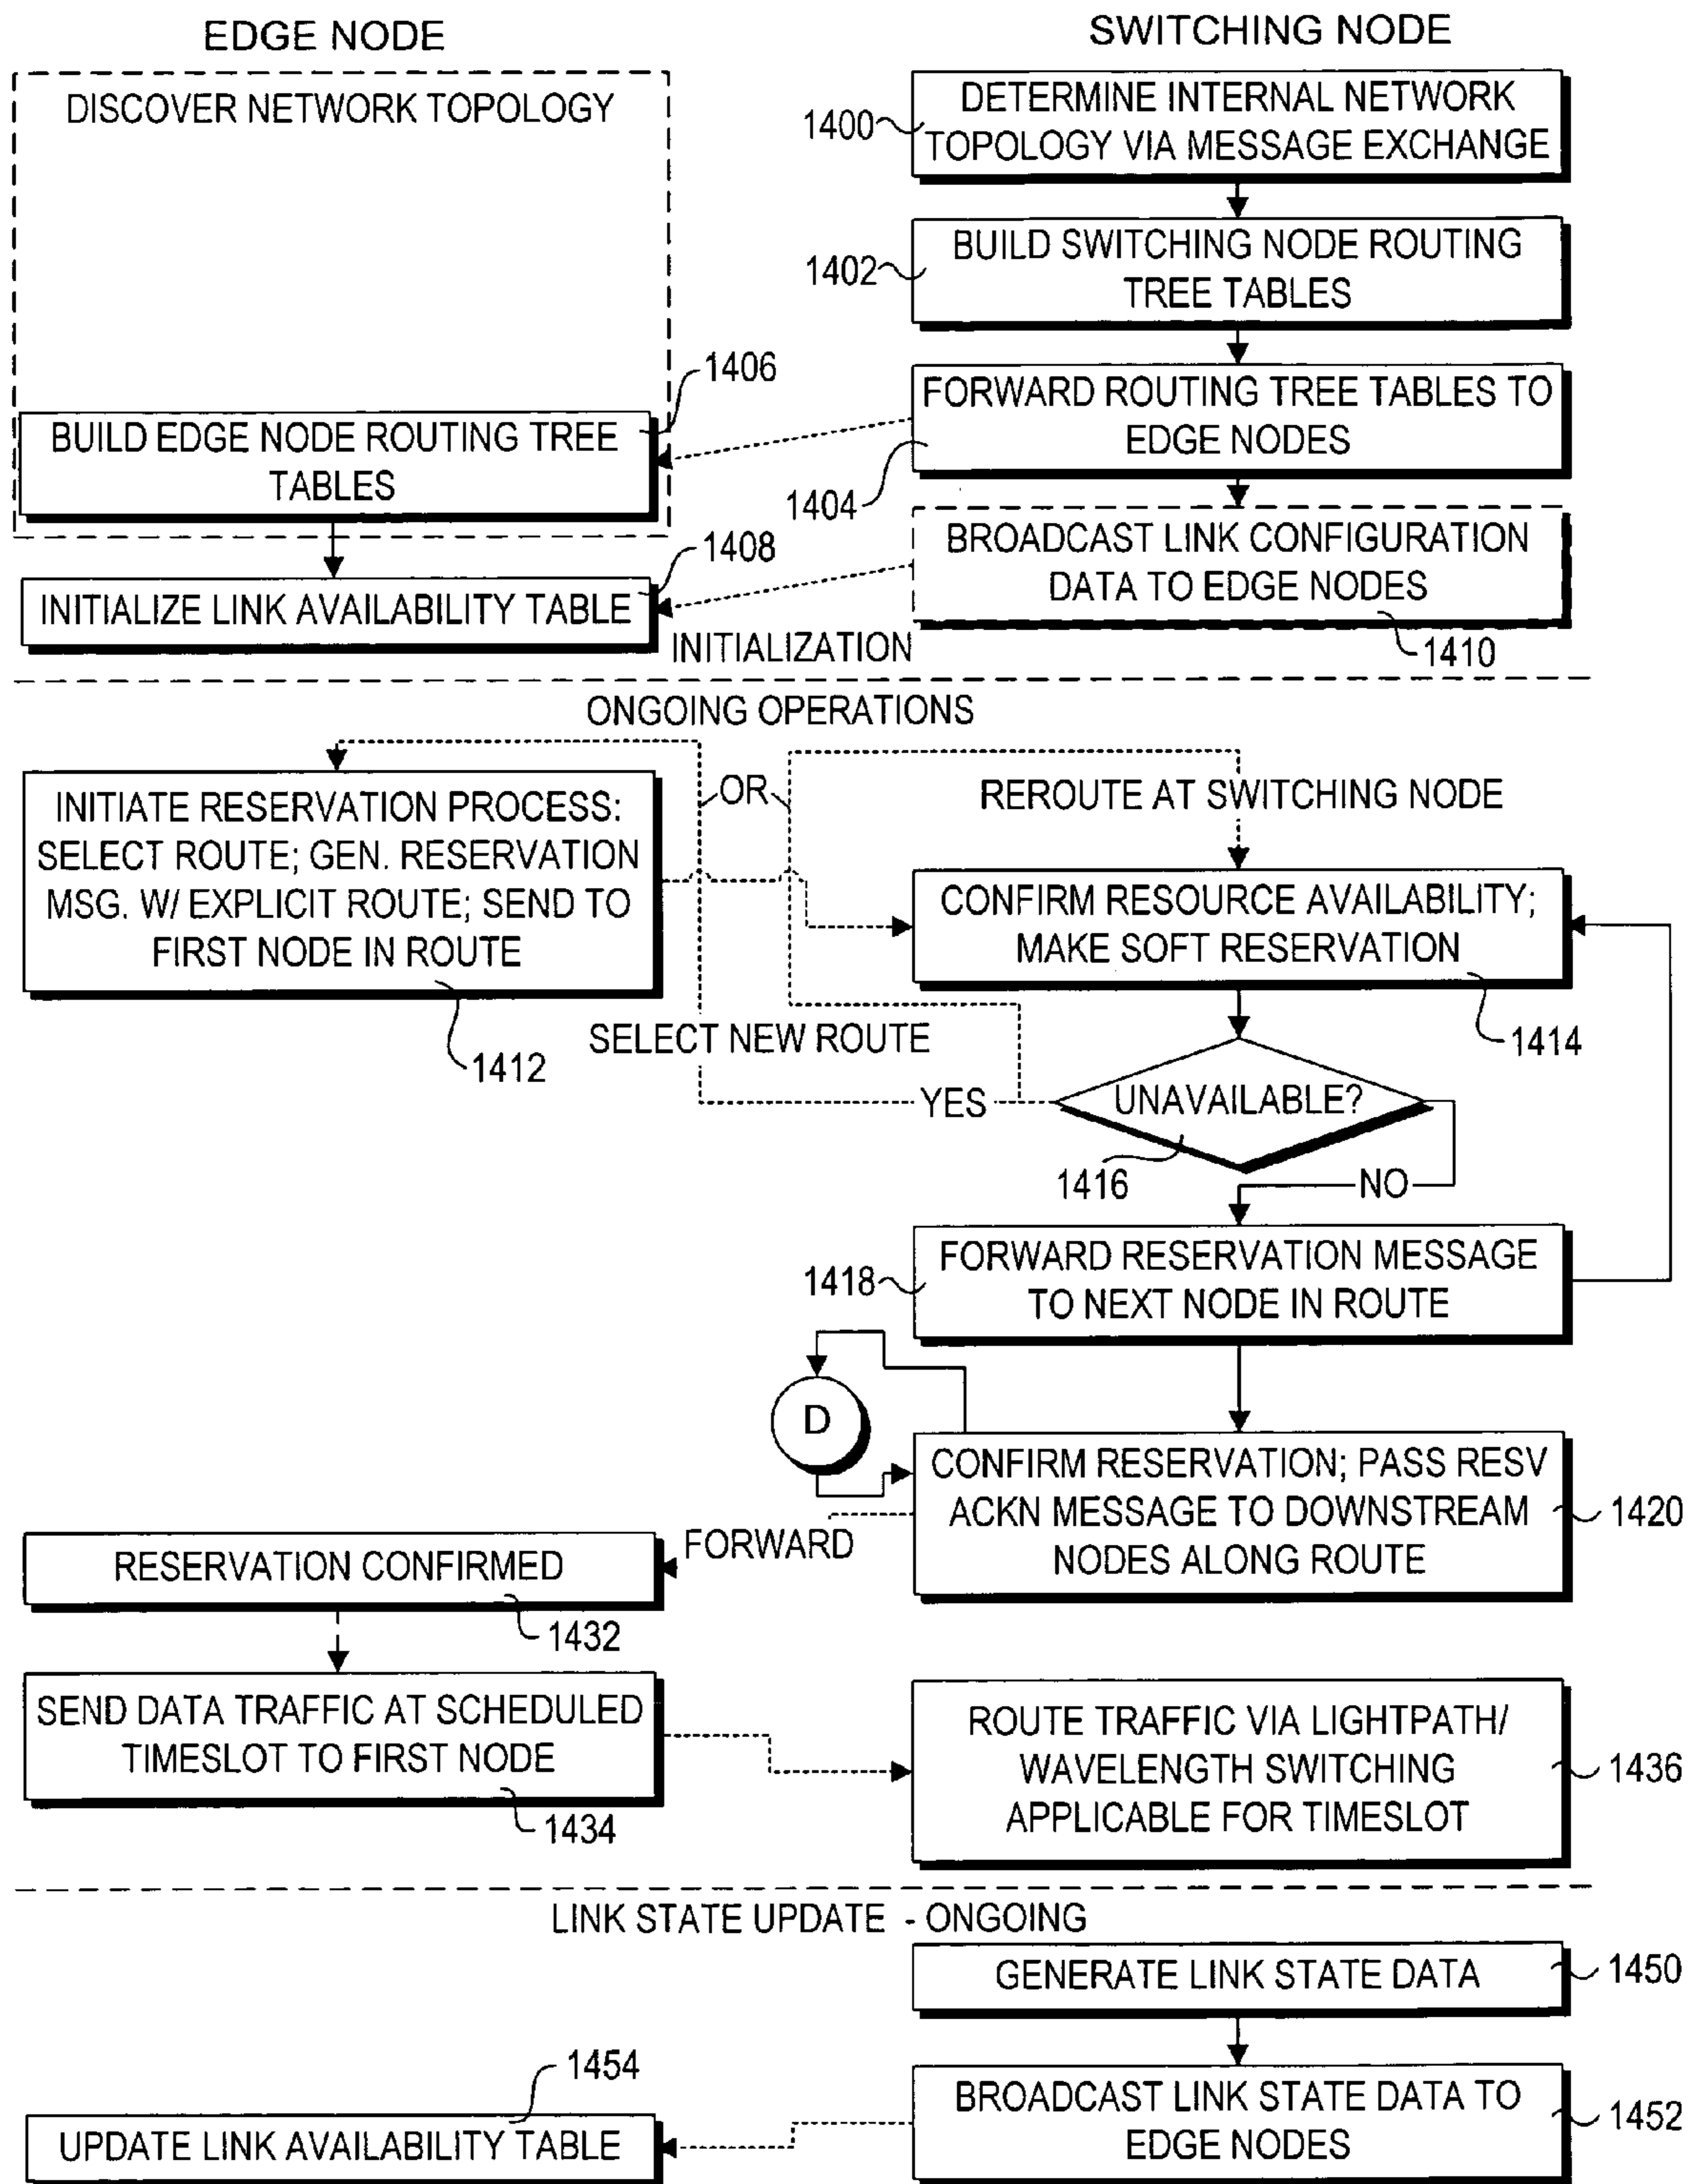 EDGE NODE
SWITCHING NODE
DISCOVER NETWORK TOPOLOGY
1400
DETERMINE INTERNAL NETWORK
TOPOLOGY VIA MESSAGE EXCHANGE
1402
BUILD SWITCHING NODE ROUTING
TREE TABLES
1406
FORWARD ROUTING TREE TABLES TO
EDGE NODES
BUILD EDGE NODE ROUTING TREE
TABLES
1404
1408
BROADCAST LINK CONFIGURATION
DATA TO EDGE NODES
INITIALIZE LINK AVAILABILITY TABLE
INITIALIZATION
1410
ONGOING OPERATIONS
INITIATE RESERVATION PROCESS:
SELECT ROUTE; GEN. RESERVATION
MSG. W/ EXPLICIT ROUTE; SEND TO
FIRST NODE IN ROUTE
1412
OR
REROUTE AT SWITCHING NODE
CONFIRM RESOURCE AVAILABILITY;
MAKE SOFT RESERVATION
1414
SELECT NEW ROUTE
YES
UNAVAILABLE?
1416
NO
1418
FORWARD RESERVATION MESSAGE
TO NEXT NODE IN ROUTE
D
CONFIRM RESERVATION; PASS RESV
ACKN MESSAGE TO DOWNSTREAM
NODES ALONG ROUTE
1420
FORWARD
RESERVATION CONFIRMED
1432
SEND DATA TRAFFIC AT SCHEDULED
TIMESLOT TO FIRST NODE
1434
ROUTE TRAFFIC VIA LIGHTPATH/
WAVELENGTH SWITCHING
APPLICABLE FOR TIMESLOT
1436
LINK STATE UPDATE - ONGOING
GENERATE LINK STATE DATA
1450
1454
BROADCAST LINK STATE DATA TO
EDGE NODES
1452
UPDATE LINK AVAILABILITY TABLE